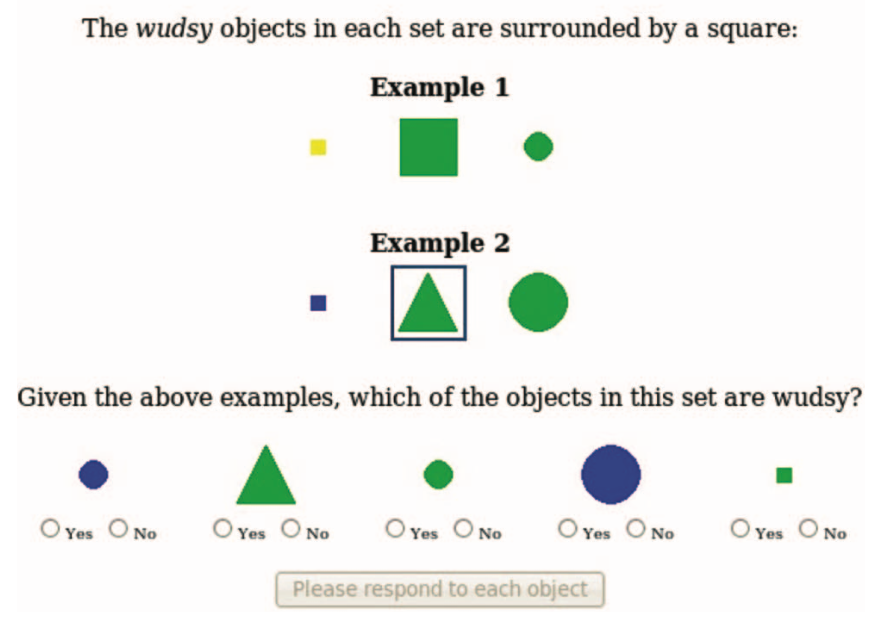 The wudsy objects in each set are surrounded by a square:
Example 1
Example 2
Given the above examples, which of the objects in this set are wudsy?
Yes No Yes No Yes No Yes No Yes No
Please respond to each object